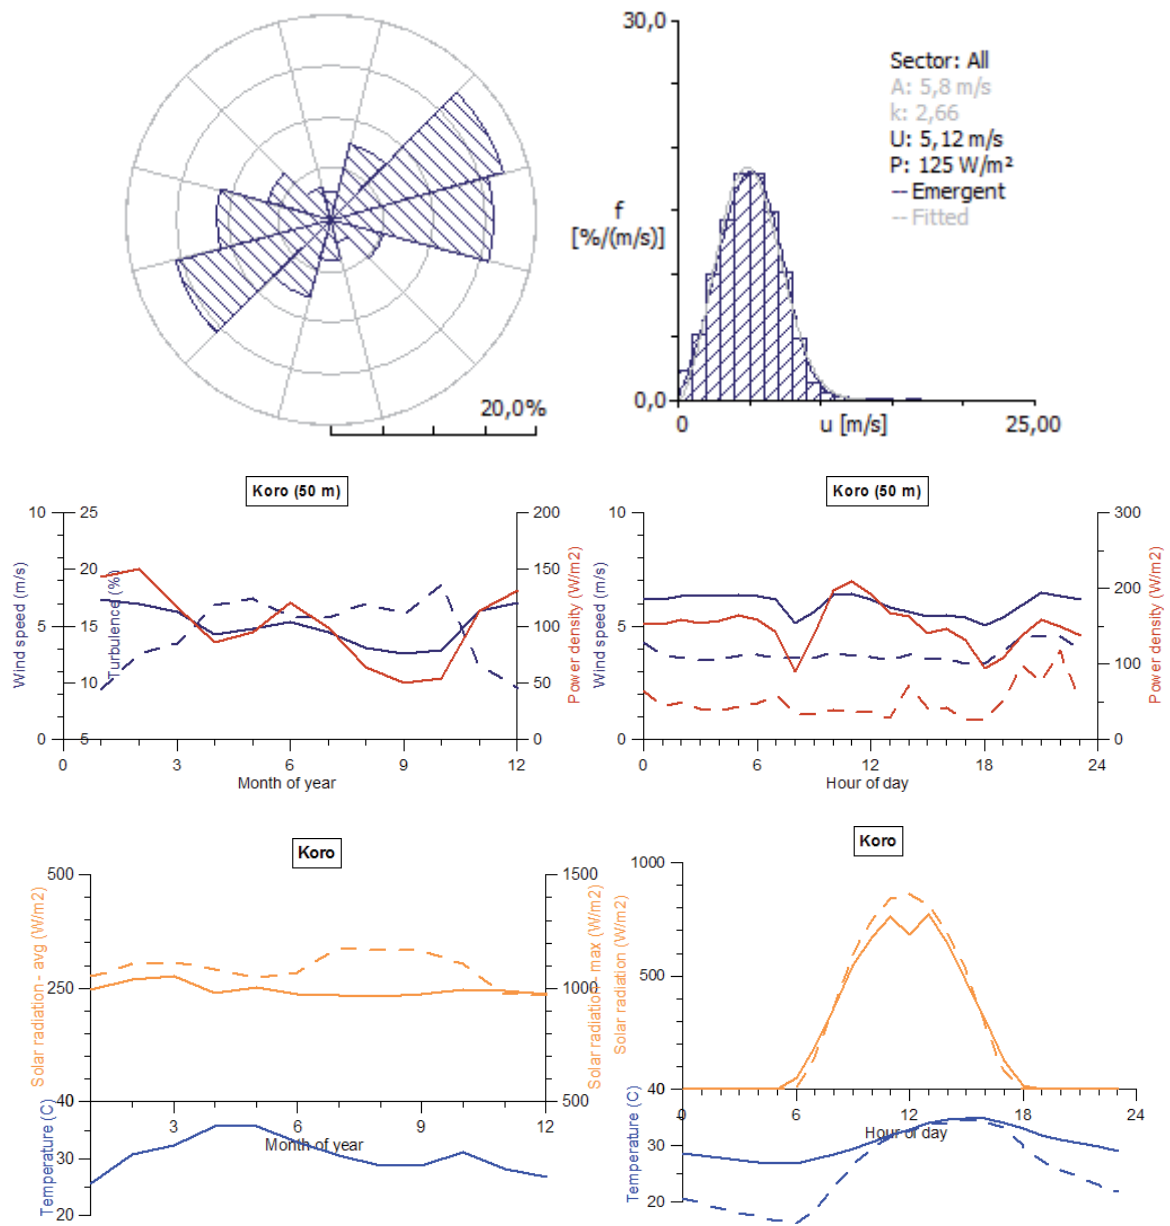 20,0%
30,0
f
[%/(m/s)]
0,0
0
u [m/s]
25,00
Sector: All
A: 5,8 m/s
k: 2,66
U: 5,12 m/s
P: 125 W/m²
-- Emergent
-- Fitted
Koro (50 m)
Wind speed (m/s)
10
5
0
Turbulence (%)
25
20
15
10
5
Power density (W/m2)
200
150
100
50
0
0
3
6
9
12
Month of year
Koro (50 m)
Wind speed (m/s)
10
5
0
Power density (W/m2)
300
200
100
0
0
6
12
18
24
Hour of day
Koro
Solar radiation - avg (W/m2)
500
250
Solar radiation - max (W/m2)
1500
1000
500
Temperature (C)
40
30
20
3
6
9
12
Month of year
Koro
Solar radiation (W/m2)
1000
500
Temperature (C)
40
30
20
0
6
12
18
24
Hour of day